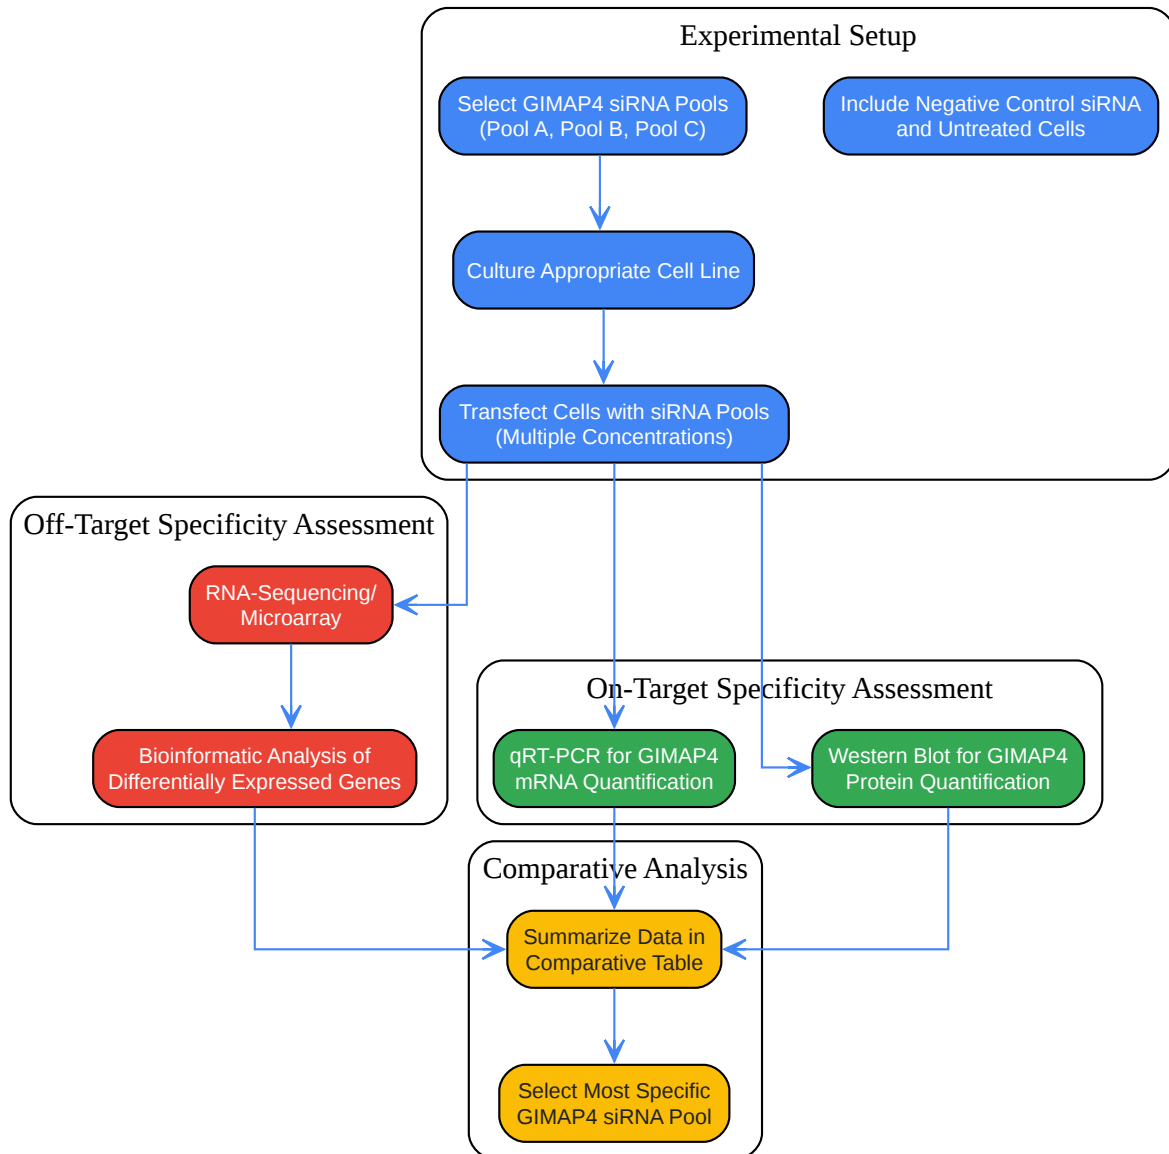 Experimental Setup
Select GIMAP4 siRNA Pools
(Pool A, Pool B, Pool C)
Include Negative Control siRNA
and Untreated Cells
Culture Appropriate Cell Line
Transfect Cells with siRNA Pools
(Multiple Concentrations)
Off-Target Specificity Assessment
RNA-Sequencing/
Microarray
Bioinformatic Analysis of
Differentially Expressed Genes
On-Target Specificity Assessment
qRT-PCR for GIMAP4
mRNA Quantification
Western Blot for GIMAP4
Protein Quantification
Comparative Analysis
Summarize Data in
Comparative Table
Select Most Specific
GIMAP4 siRNA Pool